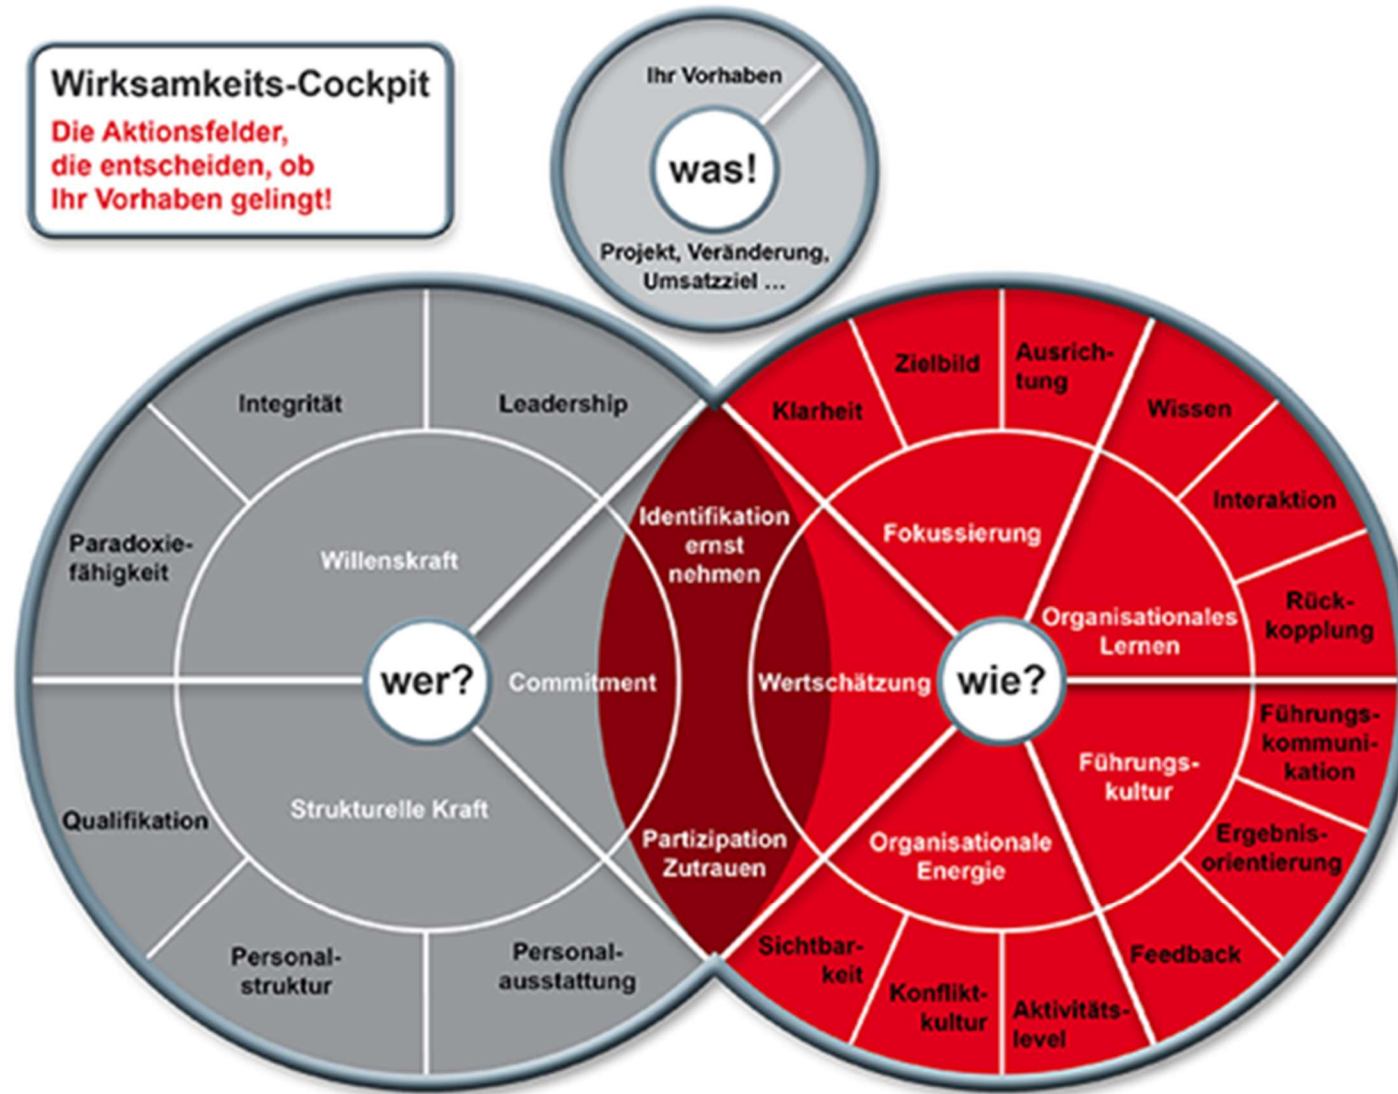 Wirksamkeits-Cockpit
Die Aktionsfelder,
die entscheiden, ob
Ihr Vorhaben gelingt!
Ihr Vorhaben
was!
Projekt, Veränderung,
Umsatzziel ...
Integrität
Leadership
Paradoxie-
fähigkeit
Willenskraft
wer?
Commitment
Strukturelle Kraft
Qualifikation
Personal-
struktur
Personal-
ausstattung
Identifikation
ernst
nehmen
Partizipation
Zutrauen
Klarheit
Zielbild
Ausrich-
tung
Wissen
Interaktion
Rück-
kopplung
Fokussierung
Organisationales
Lernen
Wertschätzung
wie?
Führungs-
kultur
Organisationale
Energie
Führungs-
kommuni-
kation
Ergebnis-
orientierung
Feedback
Sichtbar-
keit
Konflikt-
kultur
Aktivitäts-
level